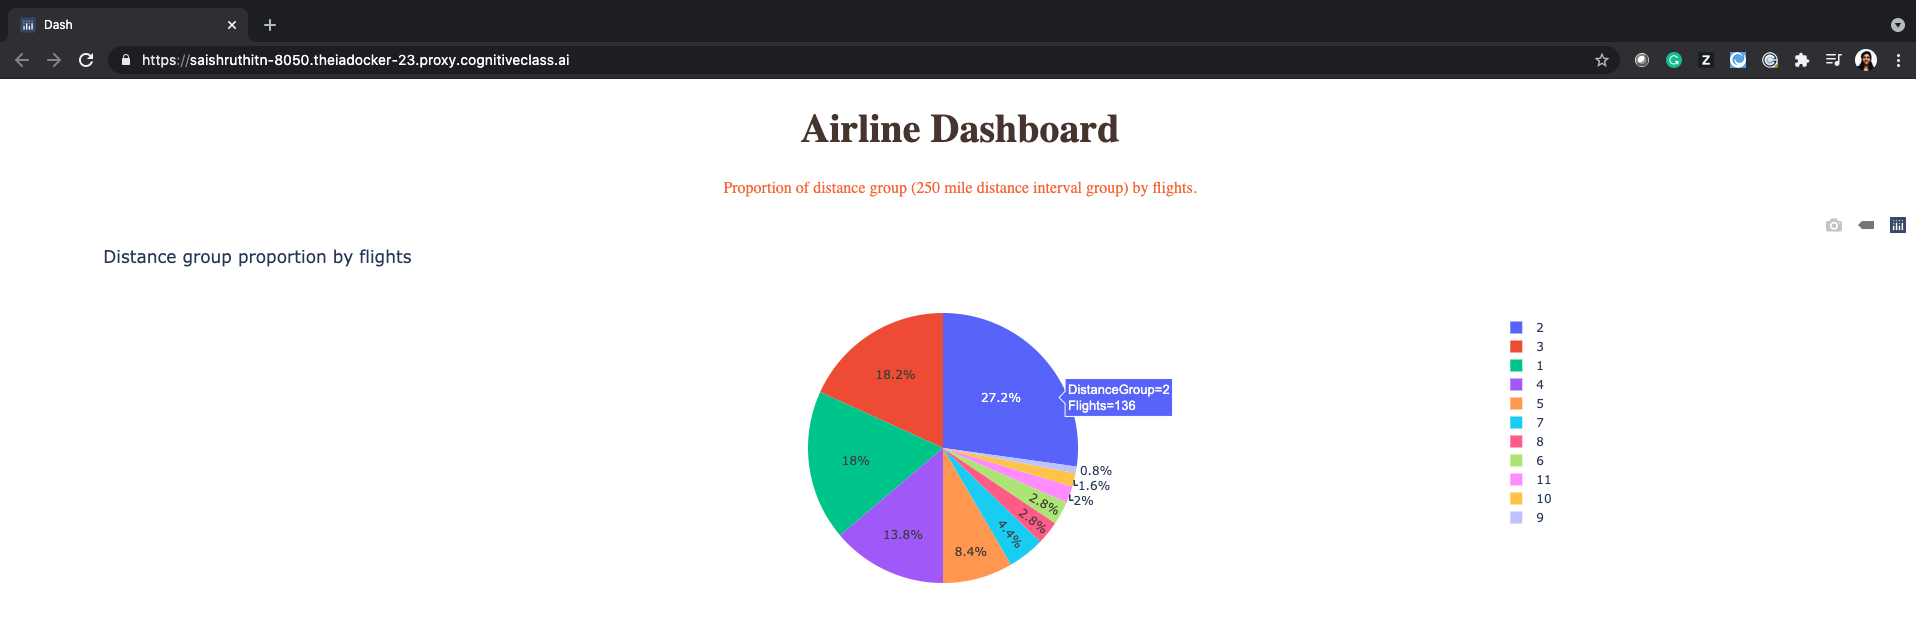 Dash
https://saishruthitn-8050.theiadocker-23.proxy.cognitiveclass.ai
Z
Airline Dashboard
Proportion of distance group (250 mile distance interval group) by flights.
Distance group proportion by flights
18.2%
27.2%
DistanceGroup=2
Flights=136
18%
0.8%
1.6%
2%
2.8%
2.8%
4.4%
13.8%
8.4%
2
3
1
4
5
7
8
6
11
10
9